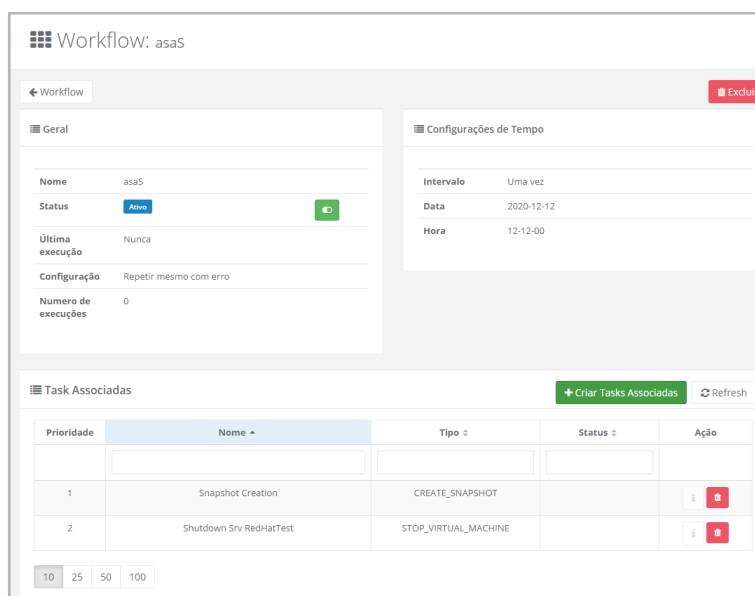 Workflow: asaS
Workflow
Exclui
Geral
Nome asaS
Status Ativo
Última execução Nunca
Configuração Repetir mesmo com erro
Numero de execuções 0
Configurações de Tempo
Intervalo Uma vez
Data 2020-12-12
Hora 12-12-00
Task Associadas
Criar Tasks Associadas
Refresh
Prioridade Nome Tipo Status Ação
1 Snapshot Creation CREATE_SNAPSHOT
2 Shutdown Srv RedHatTest STOP_VIRTUAL_MACHINE
10 25 50 100